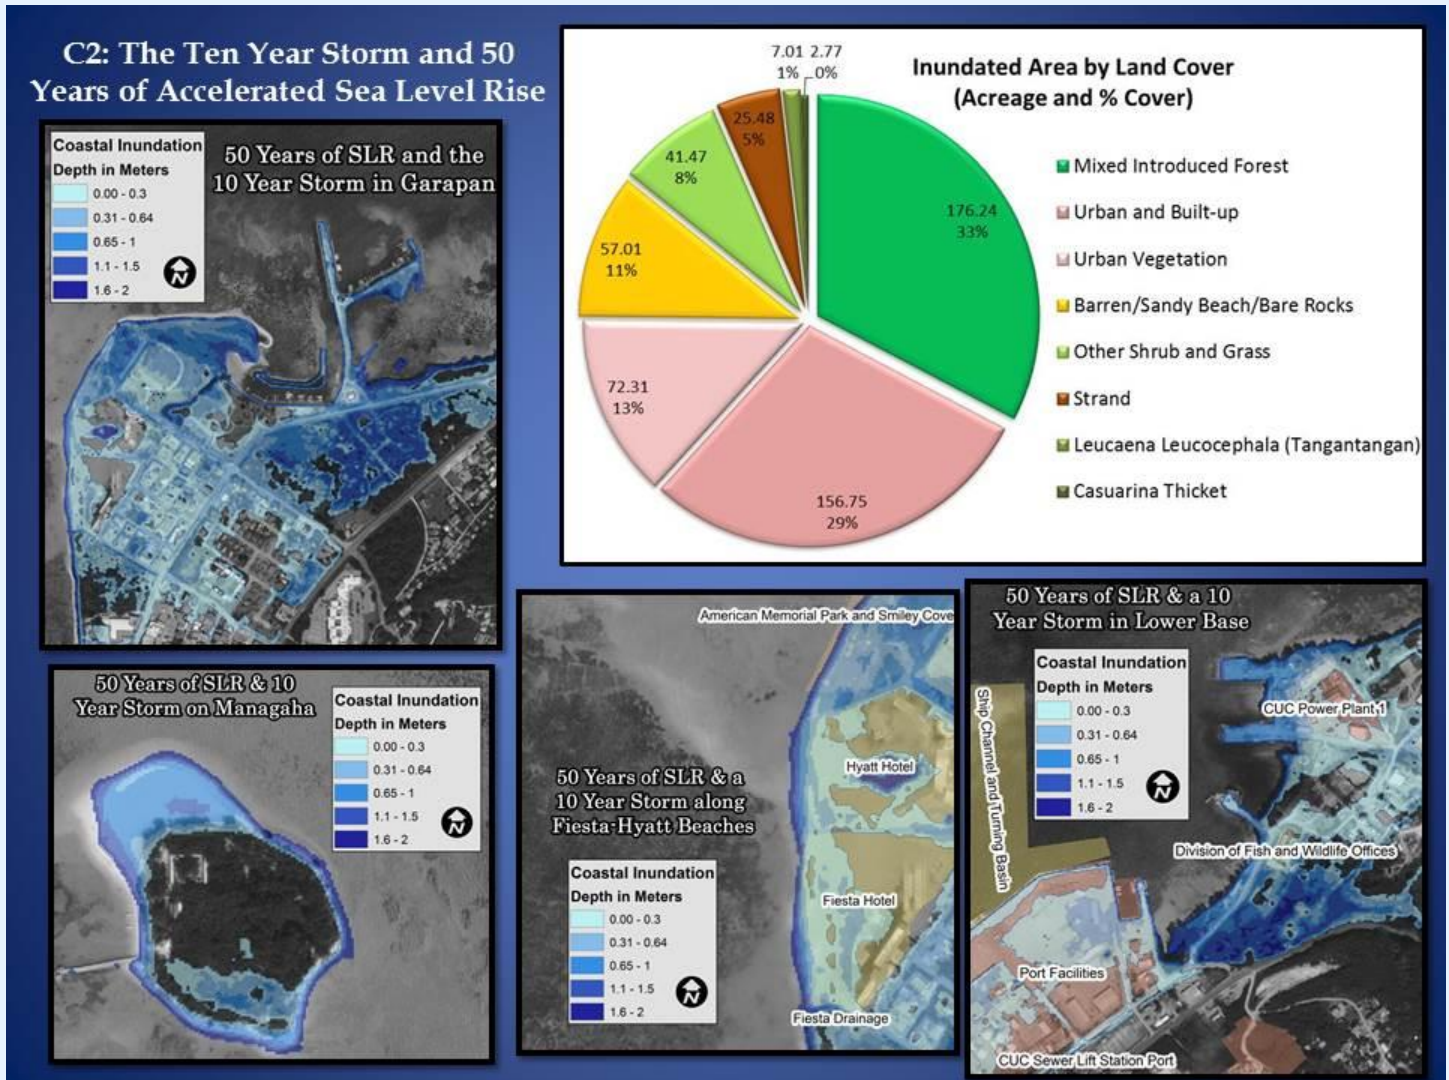 C2: The Ten Year Storm and 50
Years of Accelerated Sea Level Rise
Coastal Inundation
Depth in Meters
0.00 - 0.3
0.31 - 0.64
0.65 - 1
1.1 - 1.5
1.6 - 2
N
50 Years of SLR and the
10 Year Storm in Garapan
Inundated Area by Land Cover
(Acreage and % Cover)
7.01
1%
2.77
0%
25.48
5%
41.47
8%
57.01
11%
72.31
13%
156.75
29%
176.24
33%
Mixed Introduced Forest
Urban and Built-up
Urban Vegetation
Barren/Sandy Beach/Bare Rocks
Other Shrub and Grass
Strand
Leucaena Leucocephala (Tangantangan)
Casuarina Thicket
50 Years of SLR & 10
Year Storm on Managaha
Coastal Inundation
Depth in Meters
0.00 - 0.3
0.31 - 0.64
0.65 - 1
1.1 - 1.5
1.6 - 2
N
American Memorial Park and Smiley Cove
Hyatt Hotel
50 Years of SLR & a
10 Year Storm along
Fiesta-Hyatt Beaches
Coastal Inundation
Depth in Meters
0.00 - 0.3
0.31 - 0.64
0.65 - 1
1.1 - 1.5
1.6 - 2
N
Fiesta Hotel
Fiesta Drainage
50 Years of SLR & a 10
Year Storm in Lower Base
Coastal Inundation
Depth in Meters
0.00 - 0.3
0.31 - 0.64
0.65 - 1
1.1 - 1.5
1.6 - 2
N
Ship Channel and Turning Basin
CUC Power Plant 1
Division of Fish and Wildlife Offices
Port Facilities
CUC Sewer Lift Station Port